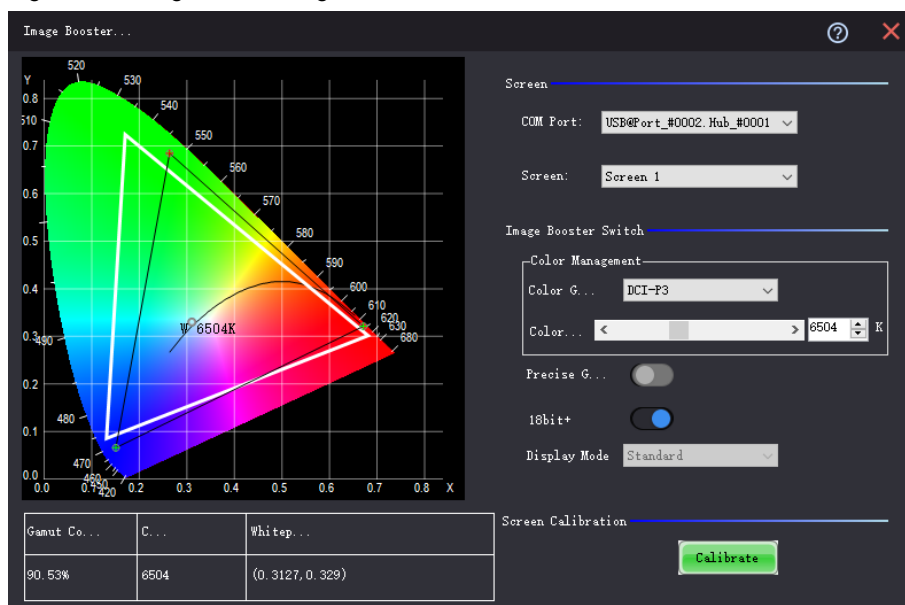 Image Booster...
Y
520
530
540
550
560
570
580
590
600
610
620
630
680
510
490
480
470
460
420
0.8
0.7
0.6
0.5
0.4
0.3
0.2
0.1
0.0
0.0
0.1
0.2
0.3
0.4
0.5
0.6
0.7
0.8
X
W 6504K
Gamut Co...
C...
Whitep...
90.53%
6504
(0.3127,0.329)
Screen
COM Port:
USB@Port_#0002.Hub_#0001
Screen:
Screen 1
Image Booster Switch
Color Management
Color G...
DCI-P3
Color...
6504
K
Precise G...
18bit+
Display Mode
Standard
Screen Calibration
Calibrate